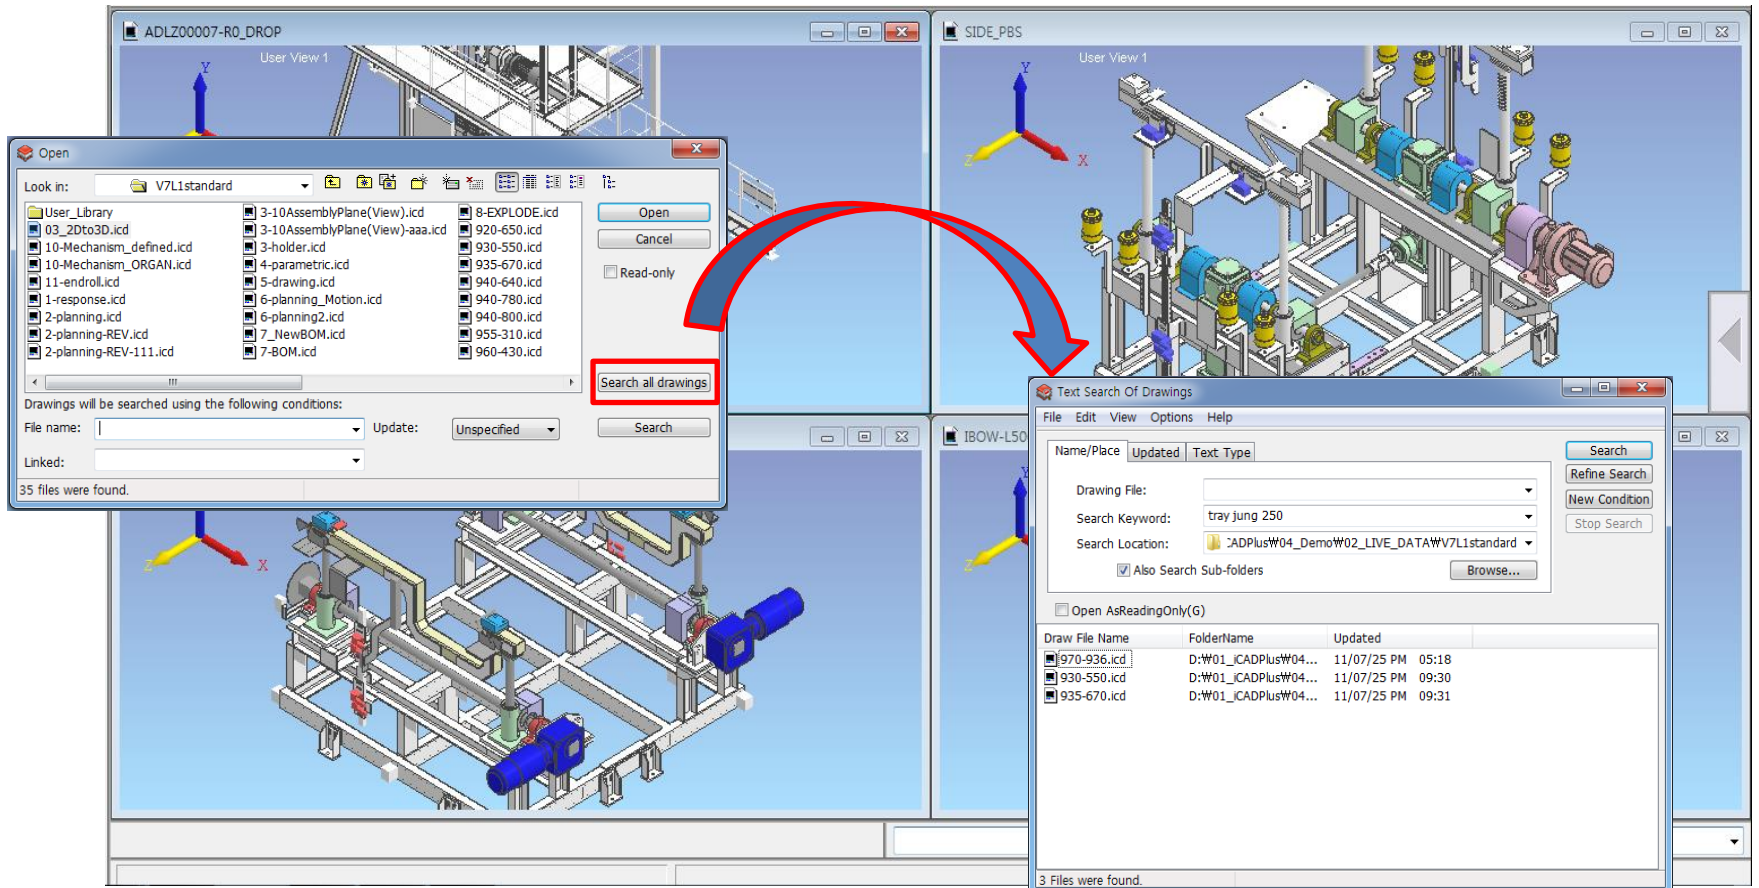 ADLZ00007-R0_DROP
User View 1
Y
SIDE_PBS
User View 1
Y
Z
X
Open
Look in:
V7L1standard
User_Library
03_2Dto3D.icd
10-Mechanism_defined.icd
10-Mechanism_ORGAN.icd
11-endroll.icd
1-response.icd
2-planning.icd
2-planning-REV.icd
2-planning-REV-111.icd
3-10AssemblyPlane(View).icd
3-10AssemblyPlane(View)-aaa.icd
3-holder.icd
4-parametric.icd
5-drawing.icd
6-planning_Motion.icd
6-planning2.icd
7_NewBOM.icd
7-BOM.icd
8-EXPLODE.icd
920-650.icd
930-550.icd
935-670.icd
940-640.icd
940-780.icd
940-800.icd
955-310.icd
960-430.icd
Open
Cancel
Read-only
Search all drawings
Drawings will be searched using the following conditions:
File name:
Update:
Unspecified
Search
Linked:
35 files were found.
Z
X
IBOW-L50
Y
Z
Text Search Of Drawings
File Edit View Options Help
Name/Place Updated Text Type
Drawing File:
Search Keyword: tray jung 250
Search Location: :ADPlus₩04_Demo₩02_LIVE_DATA₩V7L1standard
Also Search Sub-folders
Browse...
Search
Refine Search
New Condition
Stop Search
Open AsReadingOnly(G)
Draw File Name FolderName Updated
970-936.icd D:₩01_iCADPlus₩04... 11/07/25 PM 05:18
930-550.icd D:₩01_iCADPlus₩04... 11/07/25 PM 09:30
935-670.icd D:₩01_iCADPlus₩04... 11/07/25 PM 09:31
3 Files were found.